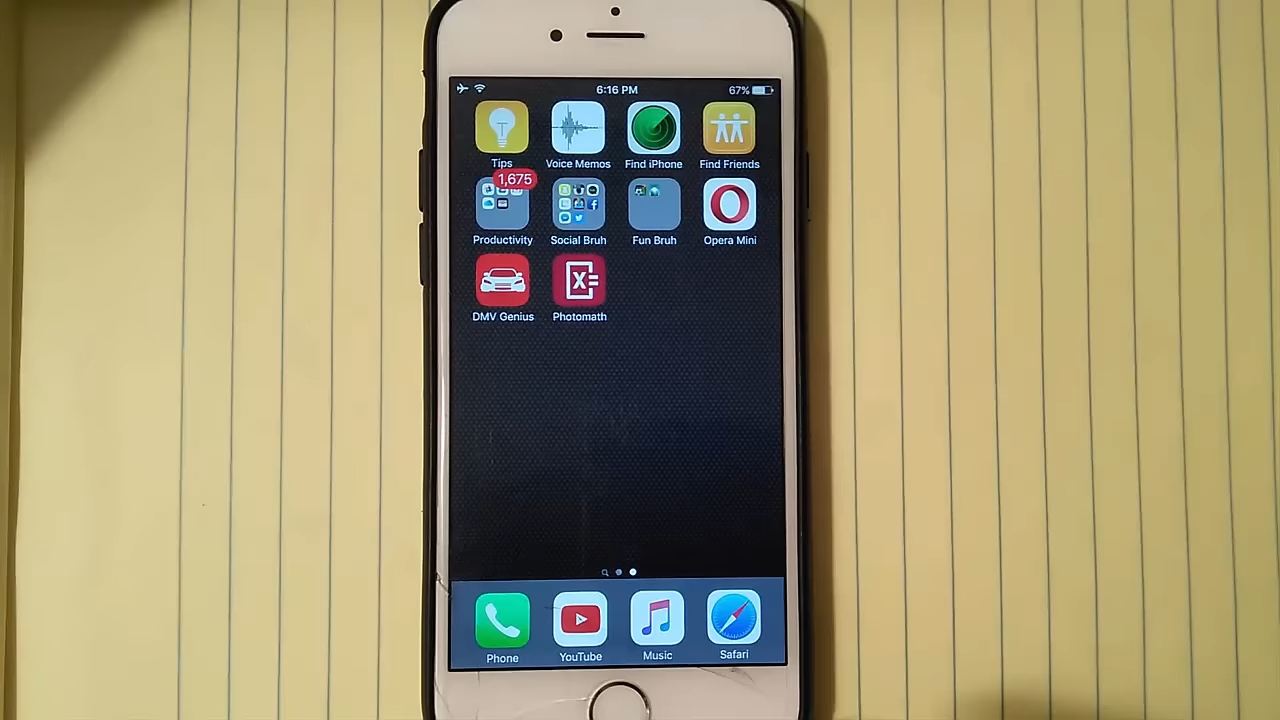 6:16 PM 67%
Tips Voice Memos Find iPhone Find Friends
1,675
Productivity Social Bruh Fun Bruh Opera Mini
X=
DMV Genius Photomath
Phone YouTube Music Safari